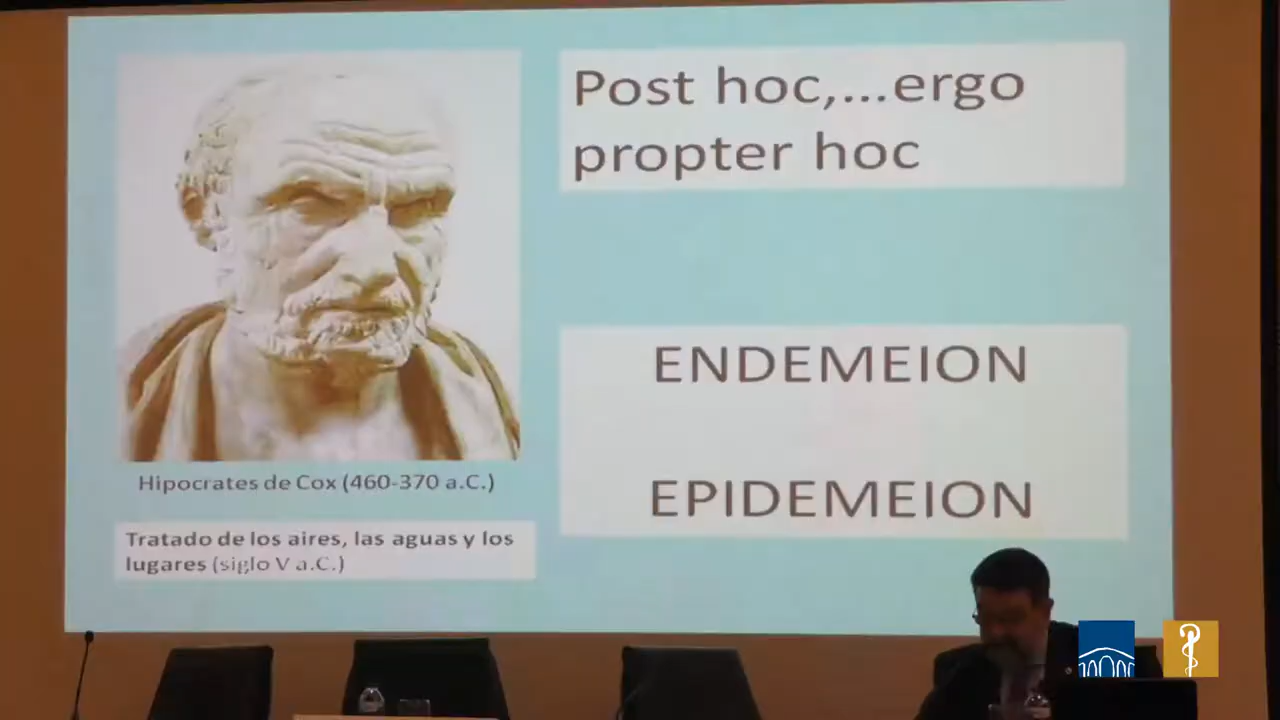 Post hoc,...ergo
propter hoc
ENDEMEION
EPIDEMEION
Hipocrates de Cox (460-370 a.C.)
Tratado de los aires, las aguas y los
lugares (siglo V a.C.)